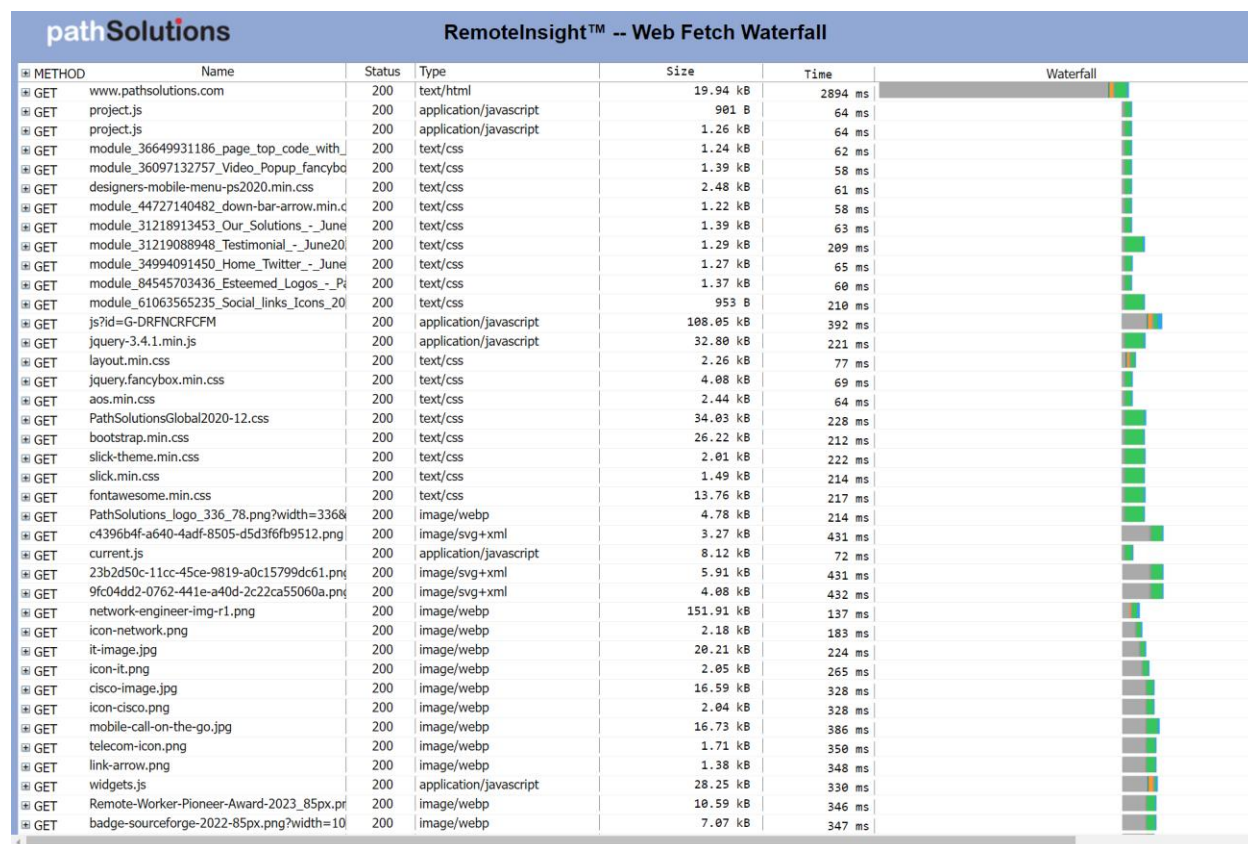 pathSolutions
RemoteInsight™ -- Web Fetch Waterfall
METHOD Name Status Type Size Time Waterfall
GET www.pathsolutions.com 200 text/html 19.94 kB 2894 ms
GET project.js 200 application/javascript 901 B 64 ms
GET project.js 200 application/javascript 1.26 kB 64 ms
GET module_36649931186_page_top_code_with_ 200 text/css 1.24 kB 62 ms
GET module_36097132757_Video_Popup_fancybo 200 text/css 1.39 kB 58 ms
GET designers-mobile-menu-ps2020.min.css 200 text/css 2.48 kB 61 ms
GET module_44727140482_down-bar-arrow.min.c 200 text/css 1.22 kB 58 ms
GET module_31218913453_Our_Solutions_-_June 200 text/css 1.39 kB 63 ms
GET module_31219088948_Testimonial_-_June20 200 text/css 1.29 kB 209 ms
GET module_34994091450_Home_Twitter_-_June 200 text/css 1.27 kB 65 ms
GET module_84545703436_Esteemed_Logos_-_Pa 200 text/css 1.37 kB 60 ms
GET module_61063565235_Social_links_Icons_20 200 text/css 953 B 210 ms
GET js?id=G-DRFNCRFCFM 200 application/javascript 108.05 kB 392 ms
GET jquery-3.4.1.min.js 200 application/javascript 32.80 kB 221 ms
GET layout.min.css 200 text/css 2.26 kB 77 ms
GET jquery.fancybox.min.css 200 text/css 4.08 kB 69 ms
GET aos.min.css 200 text/css 2.44 kB 64 ms
GET PathSolutionsGlobal2020-12.css 200 text/css 34.03 kB 228 ms
GET bootstrap.min.css 200 text/css 26.22 kB 212 ms
GET slick-theme.min.css 200 text/css 2.01 kB 222 ms
GET slick.min.css 200 text/css 1.49 kB 214 ms
GET fontawesome.min.css 200 text/css 13.76 kB 217 ms
GET PathSolutions_logo_336_78.png?width=336& 200 image/webp 4.78 kB 214 ms
GET c4396b4f-a640-4adf-8505-d5d3f6fb9512.png 200 image/svg+xml 3.27 kB 431 ms
GET current.js 200 application/javascript 8.12 kB 72 ms
GET 23b2d50c-11cc-45ce-9819-a0c15799dc61.png 200 image/svg+xml 5.91 kB 431 ms
GET 9fc04dd2-0762-441e-a40d-2c22ca55060a.png 200 image/svg+xml 4.08 kB 432 ms
GET network-engineer-img-r1.png 200 image/webp 151.91 kB 137 ms
GET icon-network.png 200 image/webp 2.18 kB 183 ms
GET it-image.jpg 200 image/webp 20.21 kB 224 ms
GET icon-it.png 200 image/webp 2.05 kB 265 ms
GET cisco-image.jpg 200 image/webp 16.59 kB 328 ms
GET icon-cisco.png 200 image/webp 2.04 kB 328 ms
GET mobile-call-on-the-go.jpg 200 image/webp 16.73 kB 386 ms
GET telecom-icon.png 200 image/webp 1.71 kB 350 ms
GET link-arrow.png 200 image/webp 1.38 kB 348 ms
GET widgets.js 200 application/javascript 28.25 kB 330 ms
GET Remote-Worker-Pioneer-Award-2023_85px.pr 200 image/webp 10.59 kB 346 ms
GET badge-sourceforge-2022-85px.png?width=10 200 image/webp 7.07 kB 347 ms